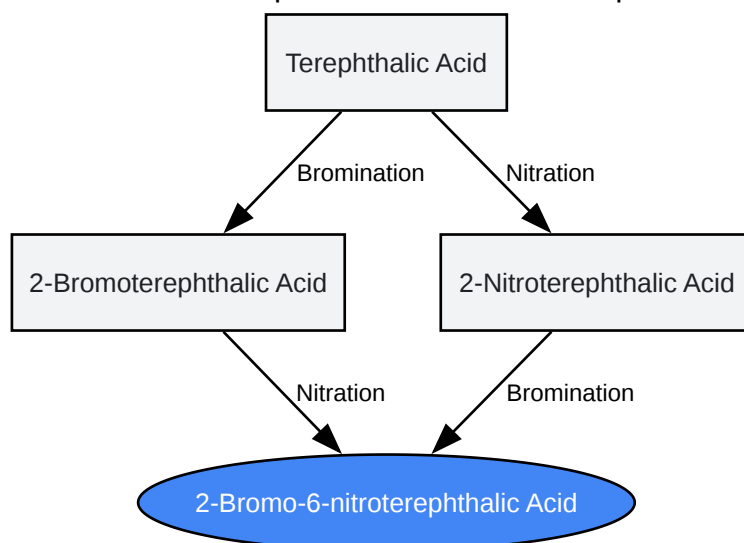 Terephthalic Acid
Bromination
Nitration
2-Bromoterephthalic Acid
2-Nitroterephthalic Acid
Nitration
Bromination
2-Bromo-6-nitroterephthalic Acid